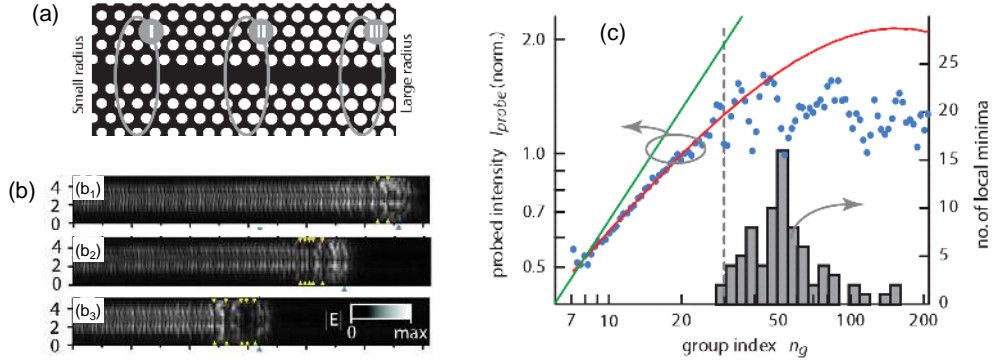 (a)
Small radius
I
II
III
Large radius
(b)
(b1)
4
2
0
(b2)
4
2
0
(b3)
4
2
0
|E|
0 max
(c)
probed intensity Iprobe (norm.)
2.0
1.0
0.7
0.5
7 10 20 50 100 200
group index ng
25
20
15
10
5
0
no. of local minima